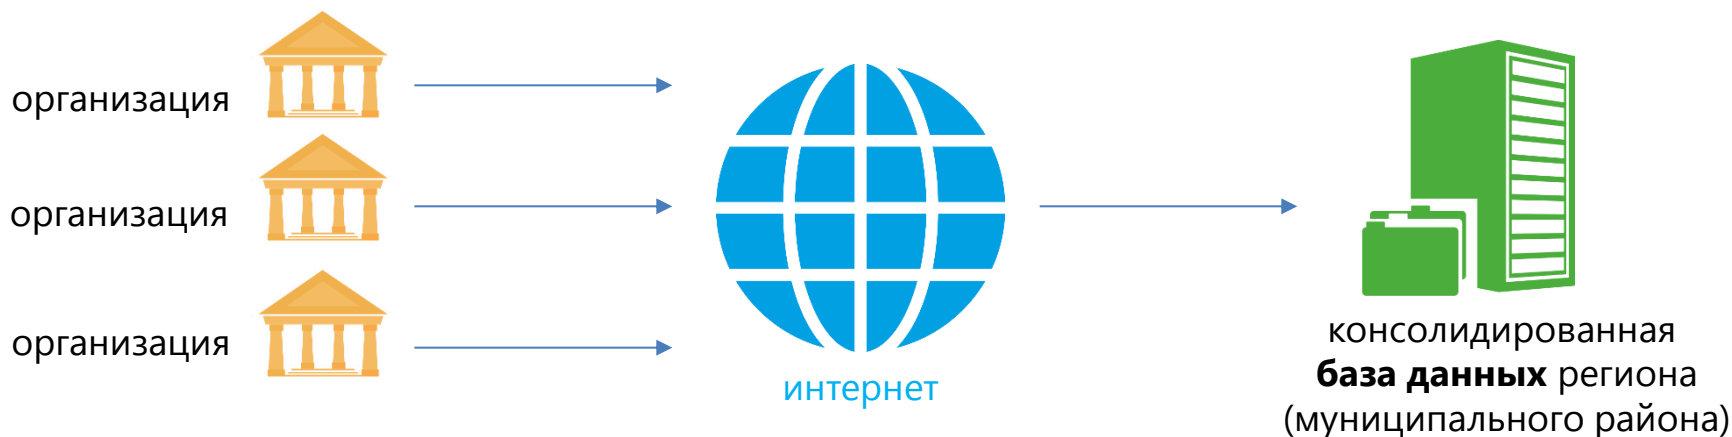 организация
организация
организация
интернет
консолидированная
база данных региона
(муниципального района)